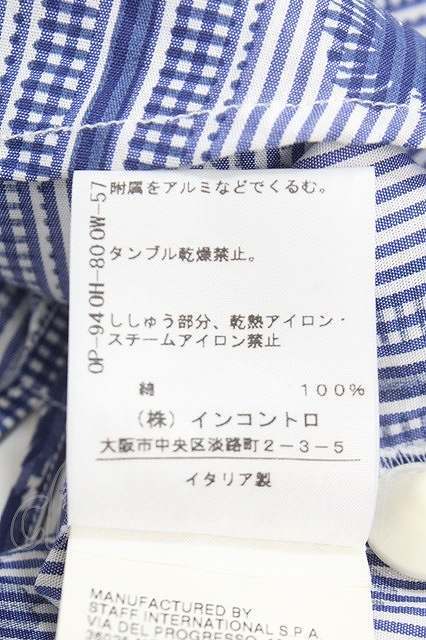 附属をアルミなどでくるむ。
タンブル乾燥禁止。
ししゅう部分、乾熱アイロン・
スチームアイロン禁止
綿 100%
(株)インコントロ
大阪市中央区淡路町2-3-5
イタリア製
OP-940H-800W-57
MANUFACTURED BY
STAFF INTERNATIONAL S.P.A.
VIA DEL PROGRESSO